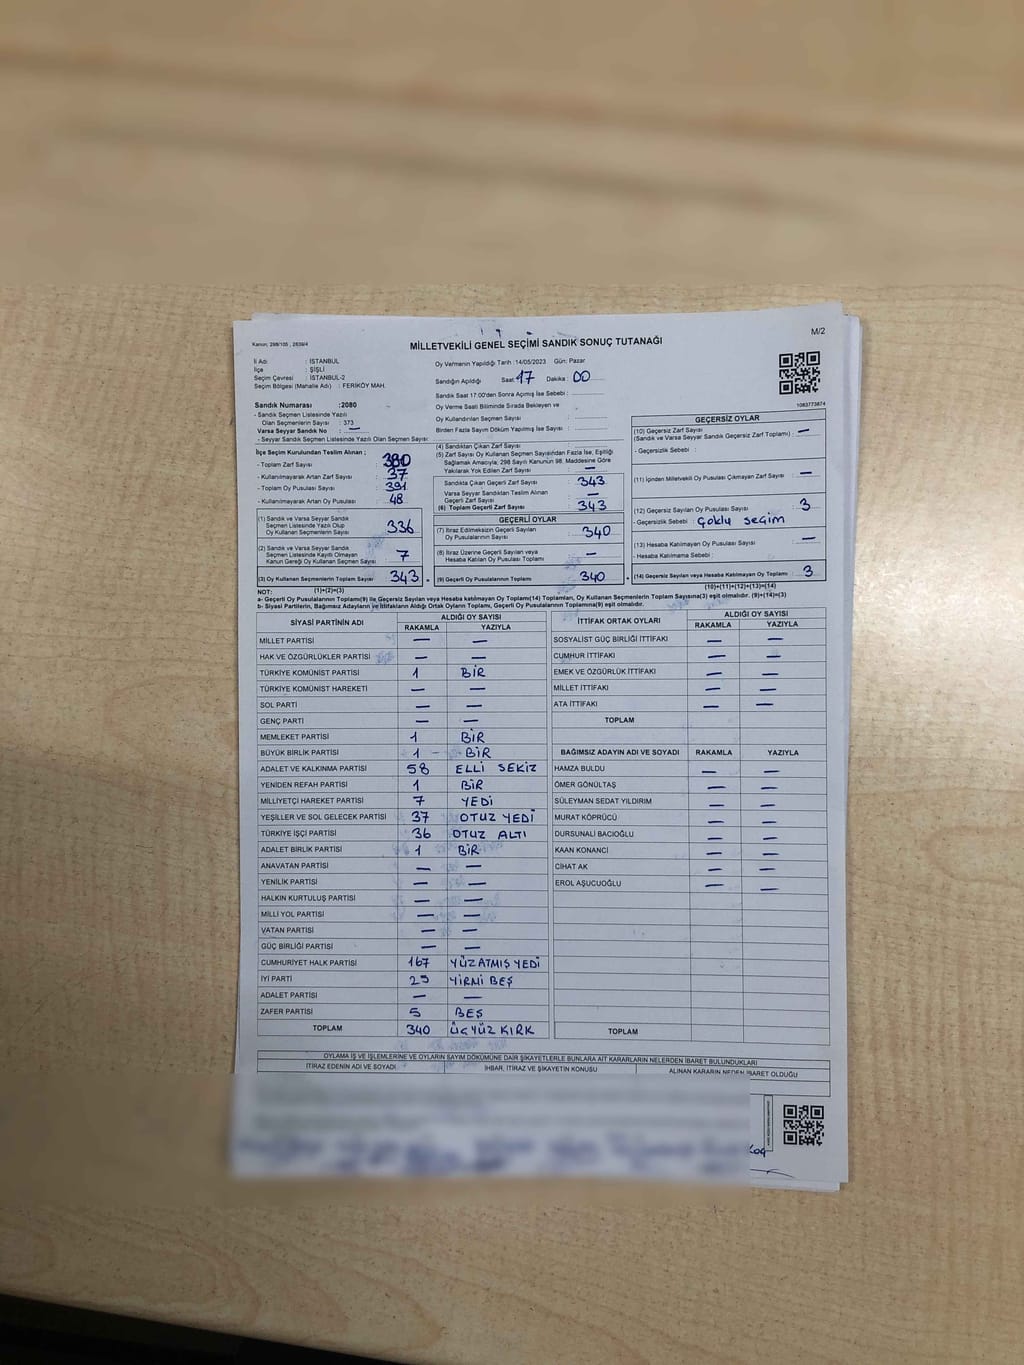 M/2
Kanun: 298/105 , 2839/4
MİLLETVEKİLİ GENEL SEÇİMİ SANDIK SONUÇ TUTANAĞI
İl Adı : İSTANBUL
İlçe : ŞİŞLİ
Seçim Çevresi : İSTANBUL-2
Seçim Bölgesi (Mahalle Adı) : FERİKÖY MAH.
Oy Vermenin Yapıldığı Tarih :14/05/2023 Gün: Pazar
Sandığın Açıldığı Saat: 17 Dakika : 00
Sandık Saat 17:00'den Sonra Açılmış İse Sebebi :
Oy Verme Saati Bitiminde Sırada Bekleyen ve
Oy Kullandırılan Seçmen Sayısı :
Birden Fazla Sayım Döküm Yapılmış İse Sayısı :
1083773874
Sandık Numarası :2080
- Sandık Seçmen Listesinde Yazılı
Olan Seçmenlerin Sayısı : 373
Varsa Seyyar Sandık No : —
- Seyyar Sandık Seçmen Listesinde Yazılı Olan Seçmen Sayısı:
İlçe Seçim Kurulundan Teslim Alınan ;
- Toplam Zarf Sayısı : 380
- Kullanılmayarak Artan Zarf Sayısı : 37
- Toplam Oy Pusulası Sayısı : 391
- Kullanılmayarak Artan Oy Pusulası : 48
(1) Sandık ve Varsa Seyyar Sandık
Seçmen Listesinde Yazılı Olup
Oy Kullanan Seçmenlerin Sayısı 336
(2) Sandık ve Varsa Seyyar Sandık
Seçmen Listesinde Kayıtlı Olmayan
Kanun Gereği Oy Kullanan Seçmen Sayısı 7
(3) Oy Kullanan Seçmenlerin Toplam Sayısı 343
(1)+(2)=(3)
(4) Sandıktan Çıkan Zarf Sayısı :
(5) Zarf Sayısı Oy Kullanan Seçmen Sayısından Fazla İse, Eşitliği
Sağlamak Amacıyla; 298 Sayılı Kanunun 98. Maddesine Göre
Yakılarak Yok Edilen Zarf Sayısı : —
Sandıkta Çıkan Geçerli Zarf Sayısı 343
Varsa Seyyar Sandıktan Teslim Alınan
Geçerli Zarf Sayısı —
(6) Toplam Geçerli Zarf Sayısı 343
GEÇERLİ OYLAR
(7) İtiraz Edilmeksizin Geçerli Sayılan
Oy Pusulalarının Sayısı 340
(8) İtiraz Üzerine Geçerli Sayılan veya
Hesaba Katılan Oy Pusulası Toplamı —
(9) Geçerli Oy Pusulalarının Toplamı 340
GEÇERSİZ OYLAR
(10) Geçersiz Zarf Sayısı
(Sandık ve Varsa Seyyar Sandık Geçersiz Zarf Toplamı) : —
- Geçersizlik Sebebi :
(11) İçinden Milletvekili Oy Pusulası Çıkmayan Zarf Sayısı : —
(12) Geçersiz Sayılan Oy Pusulası Sayısı : 3
- Geçersizlik Sebebi : Çoklu seçim
(13) Hesaba Katılmayan Oy Pusulası Sayısı : —
- Hesaba Katılmama Sebebi :
(14) Geçersiz Sayılan veya Hesaba Katılmayan Oy Toplamı : 3
(10)+(11)+(12)+(13)=(14)
NOT:
a- Geçerli Oy Pusulalarının Toplamı(9) ile Geçersiz Sayılan veya Hesaba katılmayan Oy Toplamı(14) Toplamları, Oy Kullanan Seçmenlerin Toplam Sayısına(3) eşit olmalıdır. (9)+(14)=(3)
b- Siyasi Partilerin, Bağımsız Adayların ve İttifakların Aldığı Oyların Toplamı, Geçerli Oy Pusulalarının Toplamına(9) eşit olmalıdır.
SİYASİ PARTİNİN ADI ALDIĞI OY SAYISI
RAKAMLA YAZIYLA
MİLLET PARTİSİ — —
HAK VE ÖZGÜRLÜKLER PARTİSİ — —
TÜRKİYE KOMÜNİST PARTİSİ 1 BİR
TÜRKİYE KOMÜNİST HAREKETİ — —
SOL PARTİ — —
GENÇ PARTİ — —
MEMLEKET PARTİSİ 1 BİR
BÜYÜK BİRLİK PARTİSİ 1 - BİR
ADALET VE KALKINMA PARTİSİ 58 ELLİ SEKİZ
YENİDEN REFAH PARTİSİ 1 BİR
MİLLİYETÇİ HAREKET PARTİSİ 7 YEDİ
YEŞİLLER VE SOL GELECEK PARTİSİ 37 OTUZ YEDİ
TÜRKİYE İŞÇİ PARTİSİ 36 OTUZ ALTI
ADALET BİRLİK PARTİSİ 1 BİR
ANAVATAN PARTİSİ — —
YENİLİK PARTİSİ — —
HALKIN KURTULUŞ PARTİSİ — —
MİLLİ YOL PARTİSİ — —
VATAN PARTİSİ — —
GÜÇ BİRLİĞİ PARTİSİ — —
CUMHURİYET HALK PARTİSİ 167 YÜZATMIŞ YEDİ
İYİ PARTİ 25 YİRMİ BEŞ
ADALET PARTİSİ — —
ZAFER PARTİSİ 5 BEŞ
TOPLAM 340 ÜÇYÜZ KIRK
İTTİFAK ORTAK OYLARI ALDIĞI OY SAYISI
RAKAMLA YAZIYLA
SOSYALİST GÜÇ BİRLİĞİ İTTİFAKI — —
CUMHUR İTTİFAKI — —
EMEK VE ÖZGÜRLÜK İTTİFAKI — —
MİLLET İTTİFAKI — —
ATA İTTİFAKI — —
TOPLAM
BAĞIMSIZ ADAYIN ADI VE SOYADI RAKAMLA YAZIYLA
HAMZA BULDU — —
ÖMER GÖNÜLTAŞ — —
SÜLEYMAN SEDAT YILDIRIM — —
MURAT KÖPRÜCÜ — —
DURSUNALİ BACIOĞLU — —
KAAN KONANCI — —
CİHAT AK — —
EROL AŞUCUOĞLU — —
TOPLAM
OYLAMA İŞ VE İŞLEMLERİNE VE OYLARIN SAYIM DÖKÜMÜNE DAİR ŞİKAYETLERLE BUNLARA AİT KARARLARIN NELERDEN İBARET BULUNDUKLARI
İTİRAZ EDENİN ADI VE SOYADI İHBAR, İTİRAZ VE ŞİKAYETİN KONUSU ALINAN KARARIN NEDEN İBARET OLDUĞU